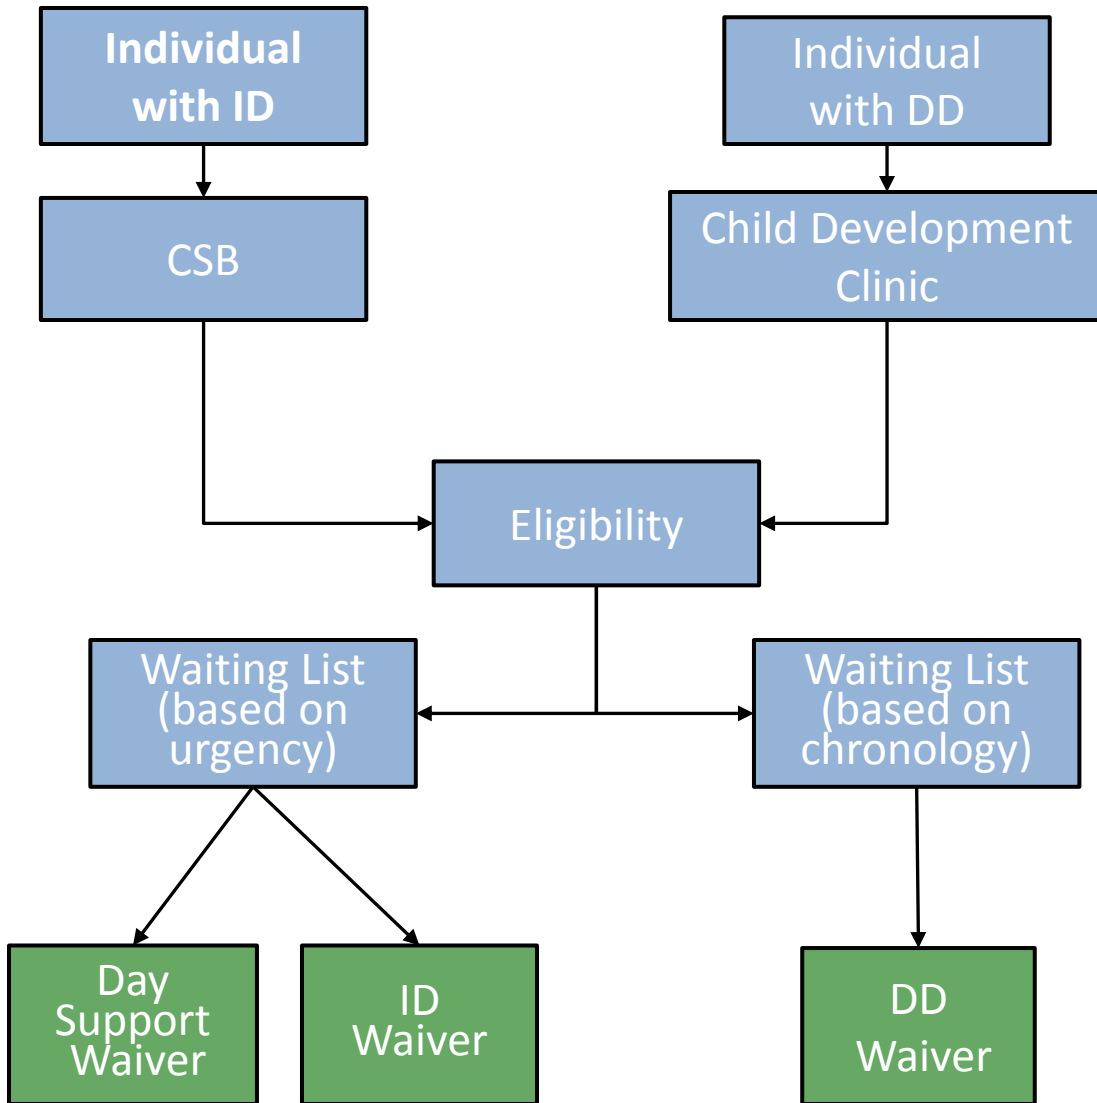 Individual
with ID
Individual
with DD
CSB
Child Development
Clinic
Eligibility
Waiting List
(based on
urgency)
Waiting List
(based on
chronology)
Day
Support
Waiver
ID
Waiver
DD
Waiver